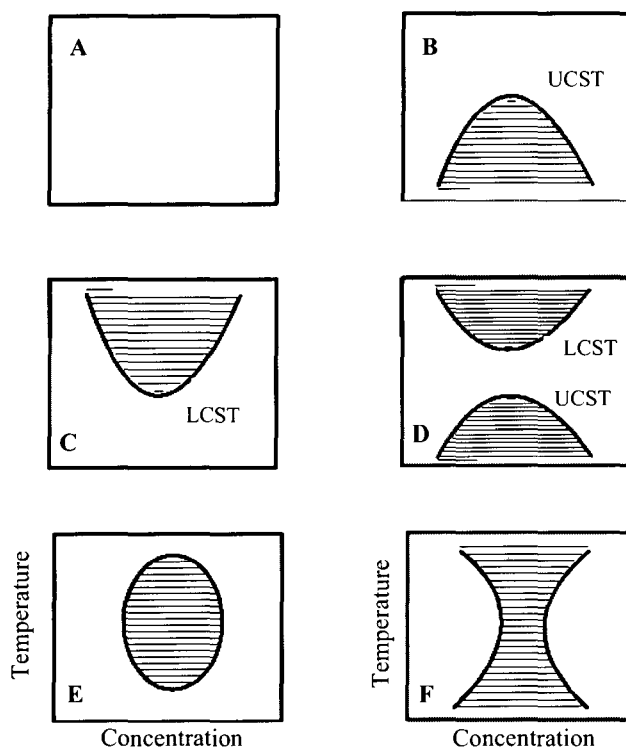 A
B
UCST
C
LCST
D
LCST
UCST
Temperature
E
Concentration
Temperature
F
Concentration